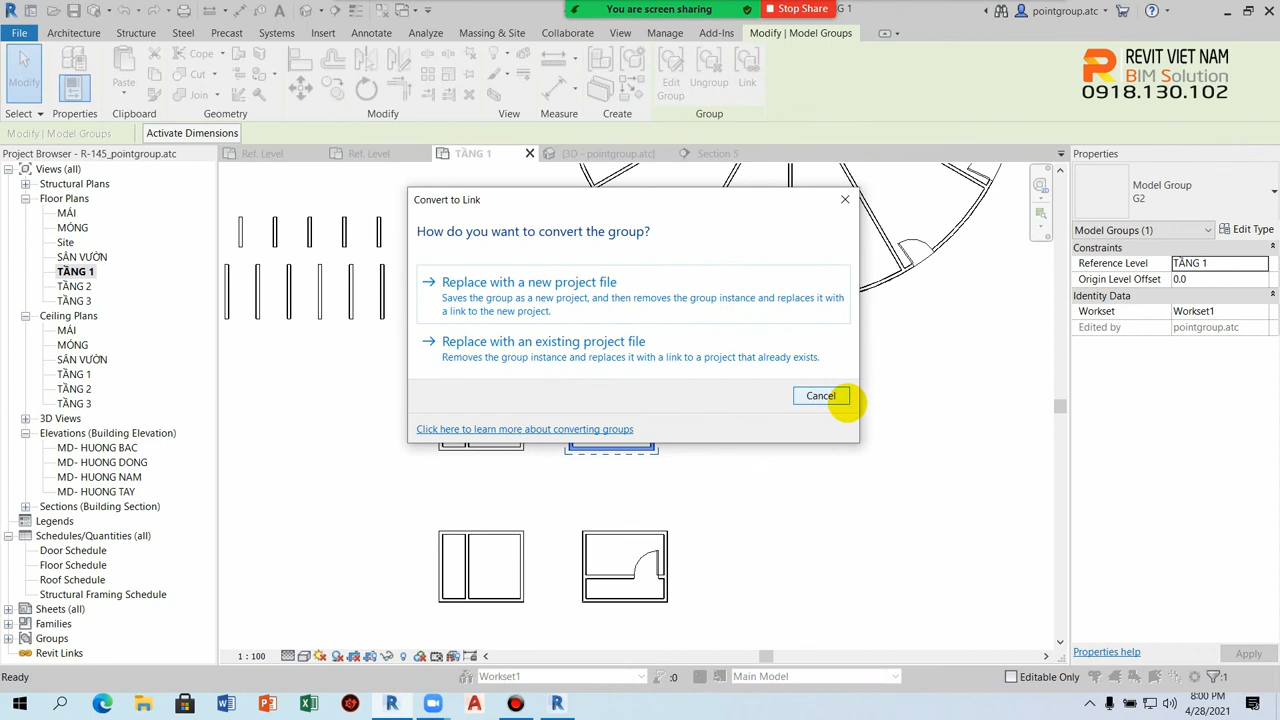 You are screen sharing
Stop Share
1
pointgroup.atc
File
Architecture
Structure
Steel
Precast
Systems
Insert
Annotate
Analyze
Massing & Site
Collaborate
View
Manage
Add-Ins
Modify | Model Groups
Modify
Properties
Paste
Cope
Cut
Join
Edit
Group
Ungroup
Link
Select
Properties
Clipboard
Geometry
Modify
View
Measure
Create
Group
REVIT VIET NAM
BIM Solution
0918.130.102
Modify | Model Groups
Activate Dimensions
Project Browser - R-145_pointgroup.atc
Ref. Level
Ref. Level
TẦNG 1
{3D - pointgroup.atc}
Section 5
Properties
Views (all)
Structural Plans
Floor Plans
MÁI
MÓNG
Site
SÂN VƯỜN
TẦNG 1
TẦNG 2
TẦNG 3
Ceiling Plans
MÁI
MÓNG
SÂN VƯỜN
TẦNG 1
TẦNG 2
TẦNG 3
3D Views
Elevations (Building Elevation)
MD- HUONG BAC
MD- HUONG DONG
MD- HUONG NAM
MD- HUONG TAY
Sections (Building Section)
Legends
Schedules/Quantities (all)
Door Schedule
Floor Schedule
Roof Schedule
Structural Framing Schedule
Sheets (all)
Families
Groups
Revit Links
Convert to Link
How do you want to convert the group?
Replace with a new project file
Saves the group as a new project, and then removes the group instance and replaces it with
a link to the new project.
Replace with an existing project file
Removes the group instance and replaces it with a link to a project that already exists.
Cancel
Click here to learn more about converting groups
Model Group
G2
Model Groups (1)
Edit Type
Constraints
Reference Level
TẦNG 1
Origin Level Offset
0.0
Identity Data
Workset
Workset1
Edited by
pointgroup.atc
Properties help
Apply
1 : 100
Ready
Workset1
:0
Main Model
Editable Only
:1
8:00 PM
4/28/2021